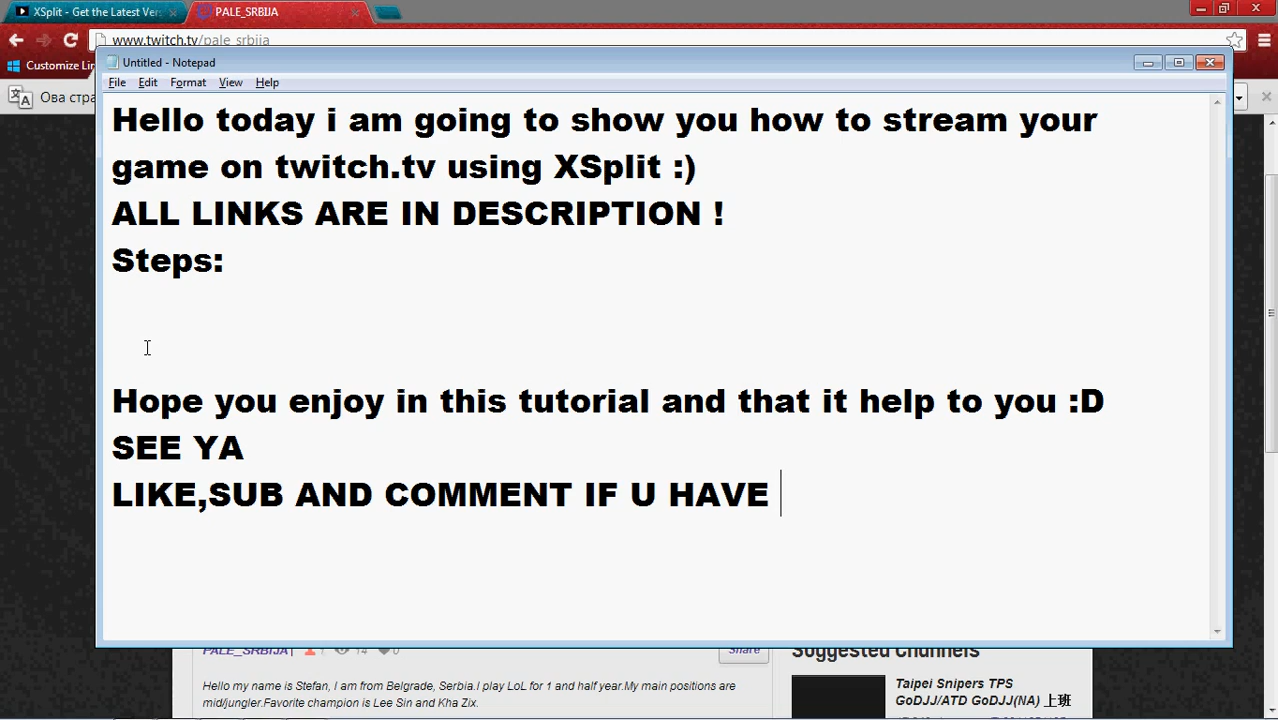 XSplit - Get the Latest Ver
PALE_SRBIJA
www.twitch.tv/pale_srbija
Customize Lin
Ова стра
Untitled - Notepad
File Edit Format View Help
Hello today i am going to show you how to stream your
game on twitch.tv using XSplit :)
ALL LINKS ARE IN DESCRIPTION !
Steps:
Hope you enjoy in this tutorial and that it help to you :D
SEE YA
LIKE,SUB AND COMMENT IF U HAVE
PALE_SRBIJA 1 14 0
Share
Suggested Channels
Hello my name is Stefan, I am from Belgrade, Serbia.I play LoL for 1 and half year.My main positions are
mid/jungler.Favorite champion is Lee Sin and Kha Zix.
Taipei Snipers TPS
GoDJJ/ATD GoDJJ(NA) 上班